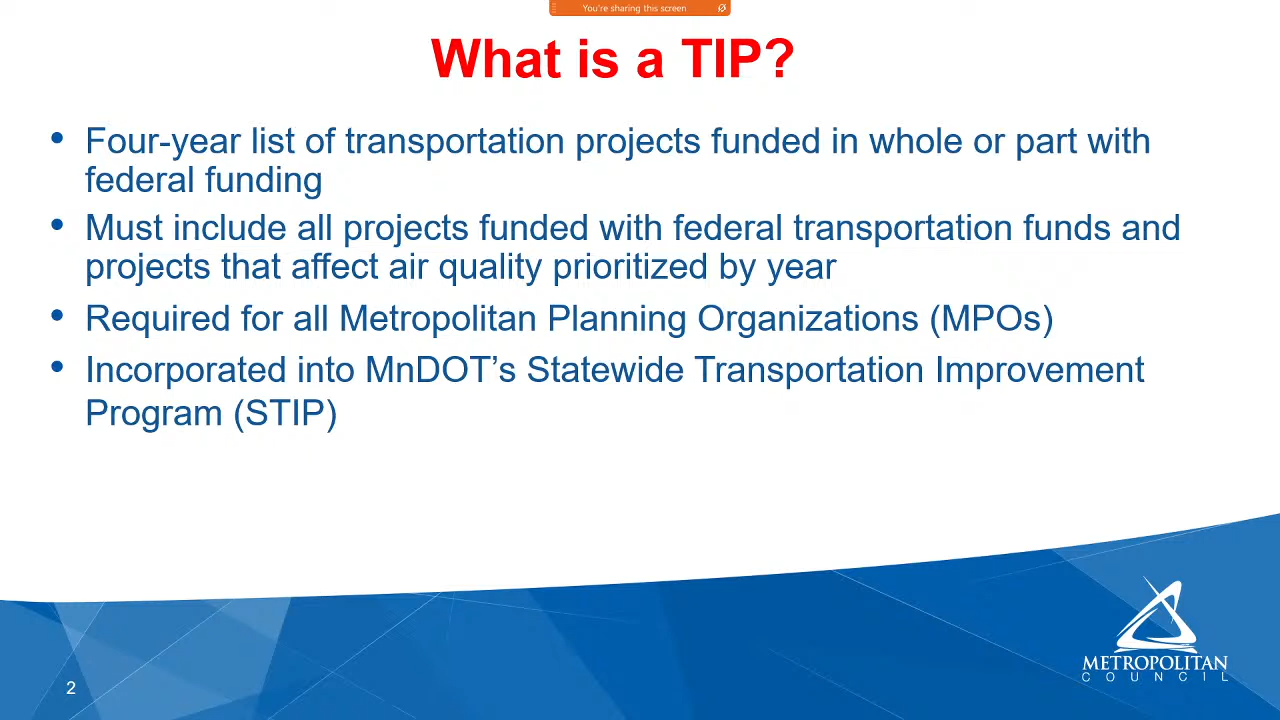 You're sharing this screen
What is a TIP?
• Four-year list of transportation projects funded in whole or part with
federal funding
• Must include all projects funded with federal transportation funds and
projects that affect air quality prioritized by year
• Required for all Metropolitan Planning Organizations (MPOs)
• Incorporated into MnDOT’s Statewide Transportation Improvement
Program (STIP)
METROPOLITAN
COUNCIL
2